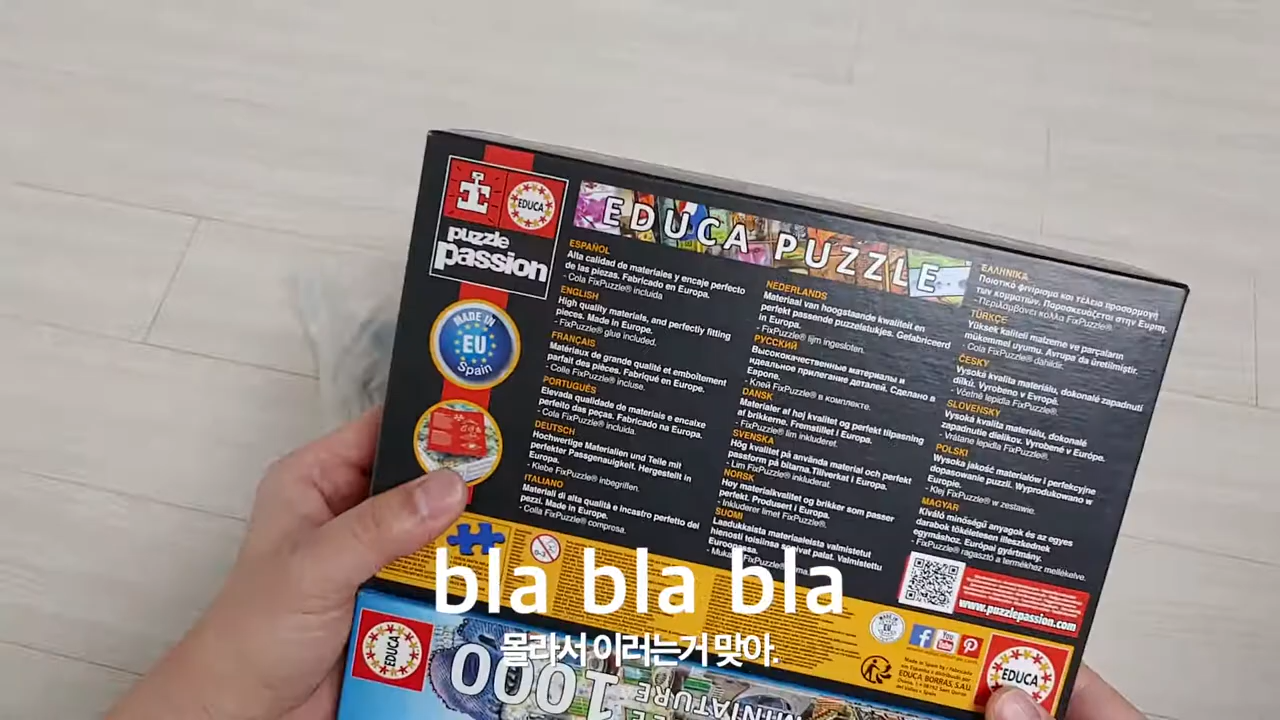 EDUCA
puzzle
passion
MADE IN
EU
Spain
EDUCA PUZZLE
ESPAÑOL
Alta calidad de materiales y encaje perfecto
de las piezas. Fabricado en Europa.
- Cola FixPuzzle® incluida
ENGLISH
High quality materials, and perfectly fitting
pieces. Made in Europe.
- FixPuzzle® glue included.
FRANÇAIS
Matériaux de grande qualité et emboitement
parfait des pièces. Fabriqué en Europe.
- Colle FixPuzzle® incluse.
PORTUGUÊS
Elevada qualidade de materiais e encaixe
perfeito das peças. Fabricado na Europa.
- Cola FixPuzzle® incluída.
DEUTSCH
Hochwertige Materialien und Teile mit
perfekter Passgenauigkeit. Hergestellt in
Europa.
- Klebe FixPuzzle® inbegriffen.
ITALIANO
Materiali di alta qualità e incastro perfetto dei
pezzi. Made in Europe.
- Colla FixPuzzle® compresa.
NEDERLANDS
Materiaal van hoogstaande kwaliteit en
perfekt passende puzzelstukjes. Gefabriceerd
in Europa.
- FixPuzzle® lijm ingesloten.
РУССКИЙ
Высококачественные материалы и
идеальное прилегание деталей. Сделано в
Европе.
- Клей FixPuzzle® в комплекте.
DANSK
Materialer af høj kvalitet og perfekt tilpasning
af brikkerne. Fremstillet i Europa.
- FixPuzzle® lim inkluderet.
SVENSKA
Hög kvalitet på använda material och perfekt
passform på bitarna. Tillverkat i Europa.
- Lim FixPuzzle® inkluderat.
NORSK
Høy materialkvalitet og brikker som passer
perfekt. Produsert i Europa.
- Inkluderer limet FixPuzzle®.
SUOMI
Laadukkaista materiaaleista valmistetut
hienosti toisiinsa sopivat palat. Valmistettu
Euroopassa.
ΕΛΛΗΝΙΚΑ
Ποιοτικό φινίρισμα και τέλεια προσαρμογή
των κομματιών. Παρασκευάζεται στην Ευρώπη.
- Περιλαμβάνει κόλλα FixPuzzle®.
TÜRKÇE
Yüksek kaliteli malzeme ve parçaların
mükemmel uyumu. Avrupa da üretilmiştir.
- Cola FixPuzzle® dahildir.
ČESKY
Vysoká kvalita materiálu, dokonalé zapadnutí
dílků. Vyrobeno v Evropě.
- Včetně lepidla FixPuzzle®.
SLOVENSKY
Vysoká kvalita materiálu, dokonalé
zapadnutie dielikov. Vyrobené v Európe.
- Vrátane lepidla FixPuzzle®.
POLSKI
Wysoka jakość materiałów i perfekcyjne
dopasowanie puzzli. Wyprodukowano w
Europie.
- Klej FixPuzzle® w zestawie.
MAGYAR
Kiváló minőségű anyagok és az egyes
darabok tökéletesen illeszkednek
egymáshoz. Európai gyártmány.
- FixPuzzle® ragasztó a termékhez mellékelve.
0-3
www.puzzlepassion.com
EU
You Tube
EDUCA BORRAS, S.A.U.
EDUCA
bla bla bla
몰라서 이러는거 맞아.
EDUCA
1000
MINIATURE